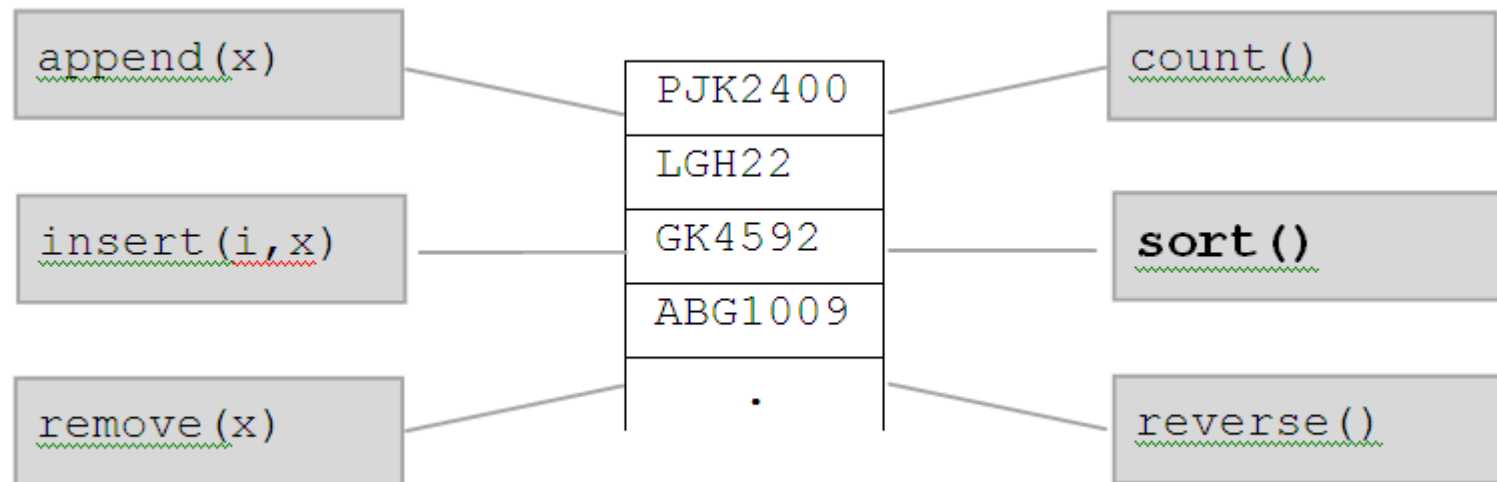 append(x)
insert(i,x)
remove(x)
PJK2400
LGH22
GK4592
ABG1009
.
count()
sort()
reverse()